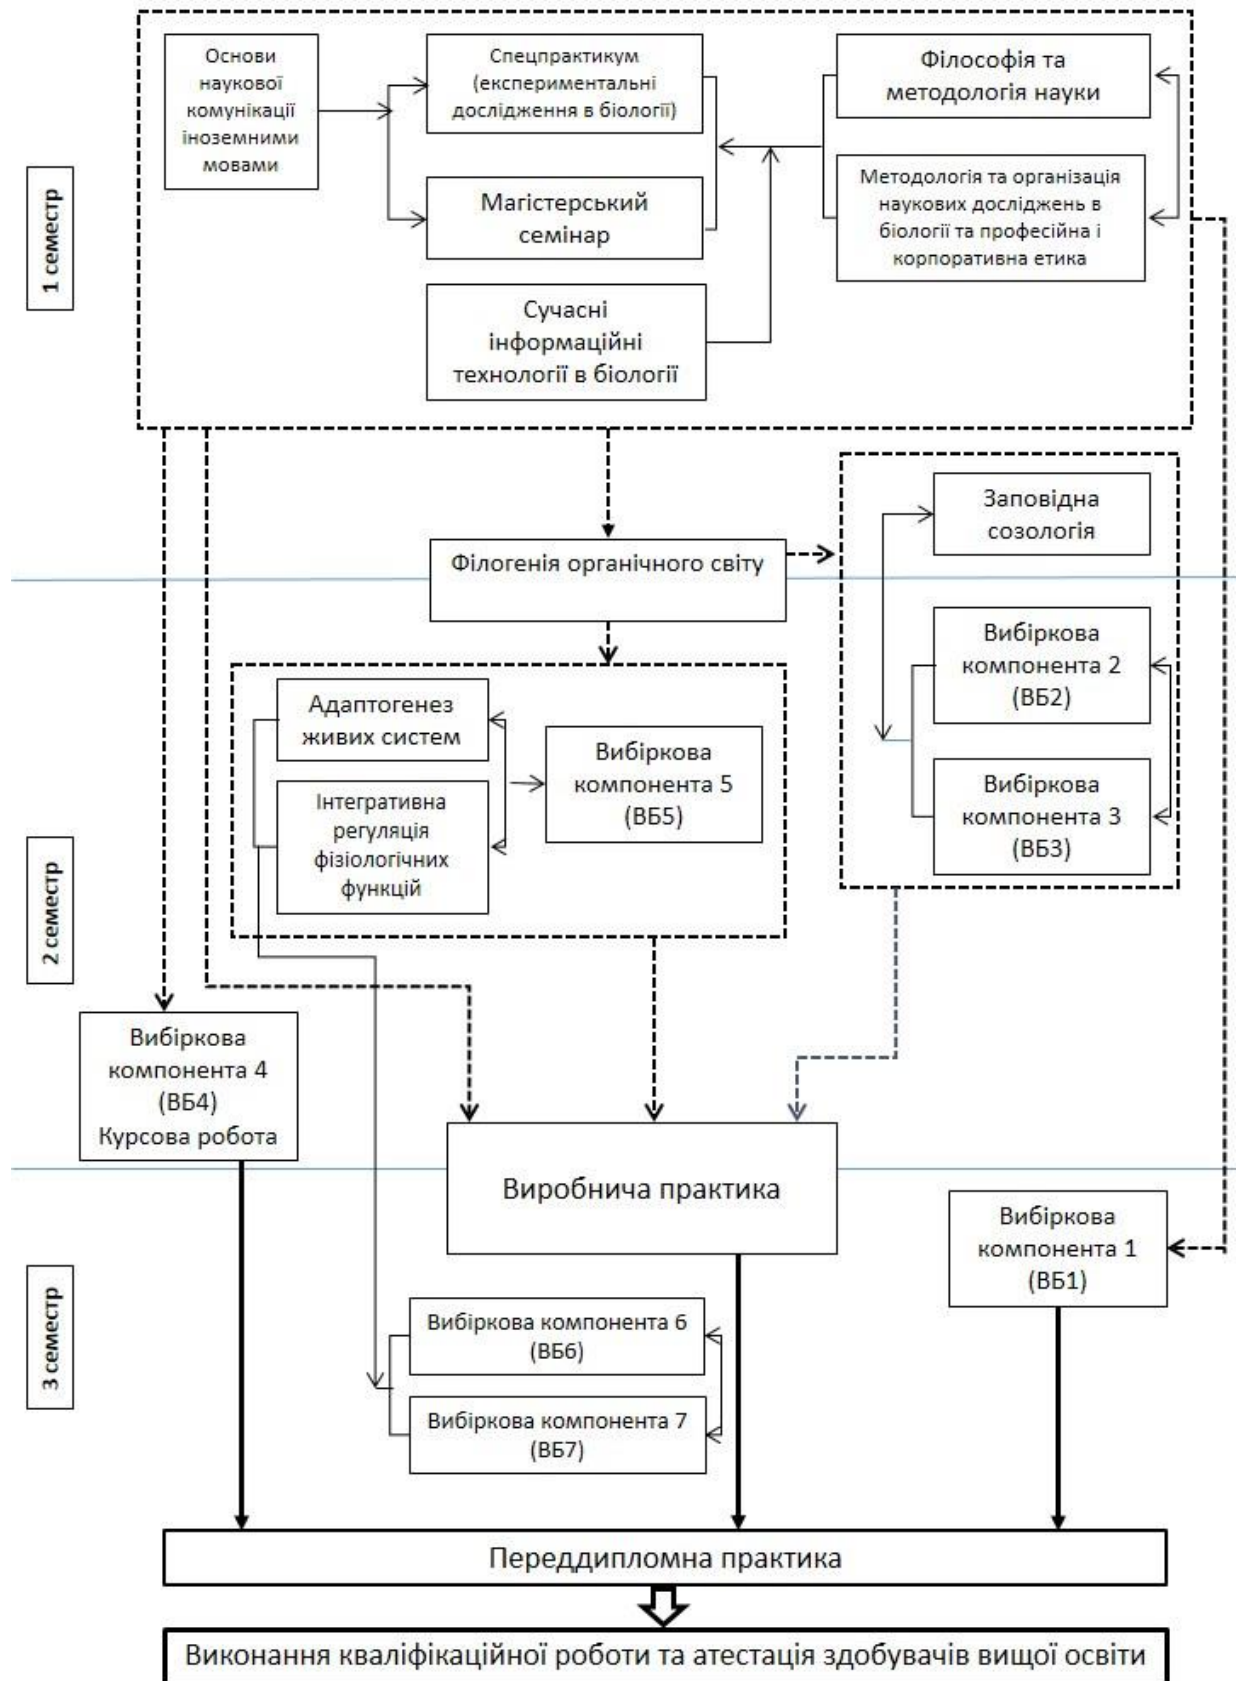 1 семестр
Основи
наукової
комунікації
іноземними
мовами
Спецпрактикум
(експериментальні
дослідження в біології)
Магістерський
семінар
Сучасні
інформаційні
технології в біології
Філософія та
методологія науки
Методологія та організація
наукових досліджень в
біології та професійна і
корпоративна етика
Філогенія органічного світу
Заповідна
созологія
Вибіркова
компонента 2
(ВБ2)
Вибіркова
компонента 3
(ВБ3)
2 семестр
Адаптогенез
живих систем
Інтегративна
регуляція
фізіологічних
функцій
Вибіркова
компонента 5
(ВБ5)
Вибіркова
компонента 4
(ВБ4)
Курсова робота
Виробнича практика
3 семестр
Вибіркова
компонента 1
(ВБ1)
Вибіркова компонента 6
(ВБ6)
Вибіркова компонента 7
(ВБ7)
Переддипломна практика
Виконання кваліфікаційної роботи та атестація здобувачів вищої освіти